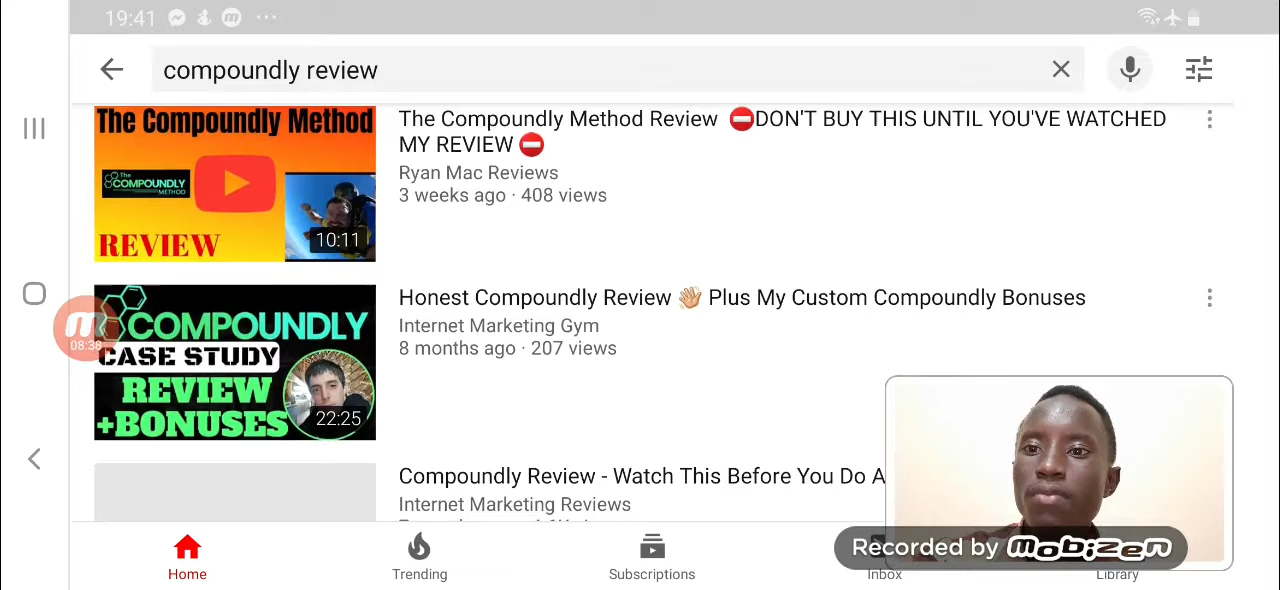 19:41
compoundly review
The Compoundly Method
The
COMPOUNDLY
METHOD
REVIEW
10:11
The Compoundly Method Review ⛔DON'T BUY THIS UNTIL YOU'VE WATCHED
MY REVIEW ⛔
Ryan Mac Reviews
3 weeks ago · 408 views
COMPOUNDLY
CASE STUDY
REVIEW
+BONUSES
22:25
08:38
Honest Compoundly Review 👋🏼 Plus My Custom Compoundly Bonuses
Internet Marketing Gym
8 months ago · 207 views
Compoundly Review - Watch This Before You Do A
Internet Marketing Reviews
Recorded by mobizen
Home
Trending
Subscriptions
Inbox
Library